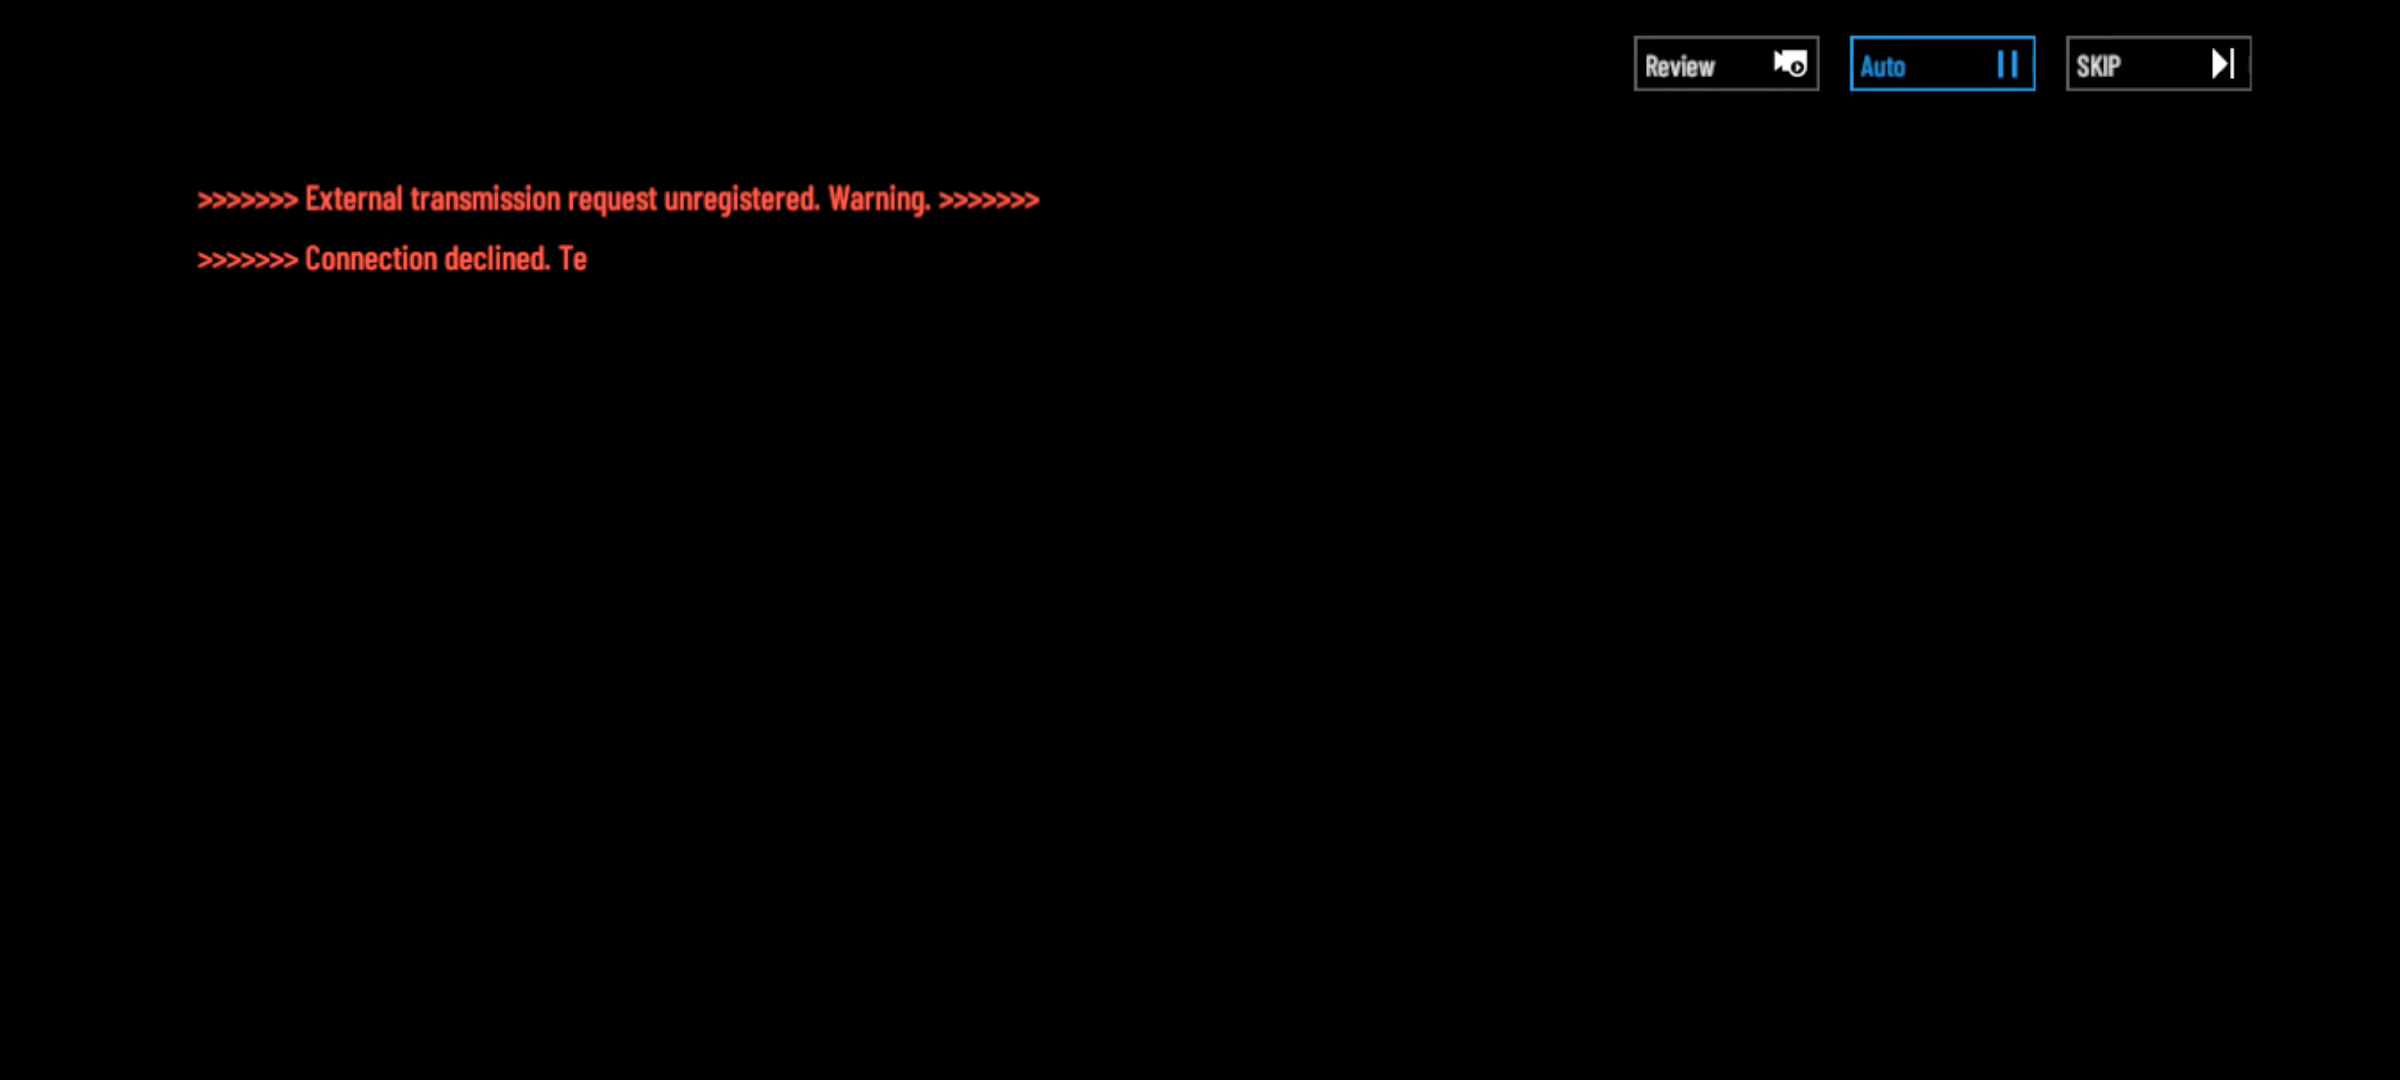 Review
Auto
SKIP
>>>>>>> External transmission request unregistered. Warning. >>>>>>>
>>>>>>> Connection declined. Te